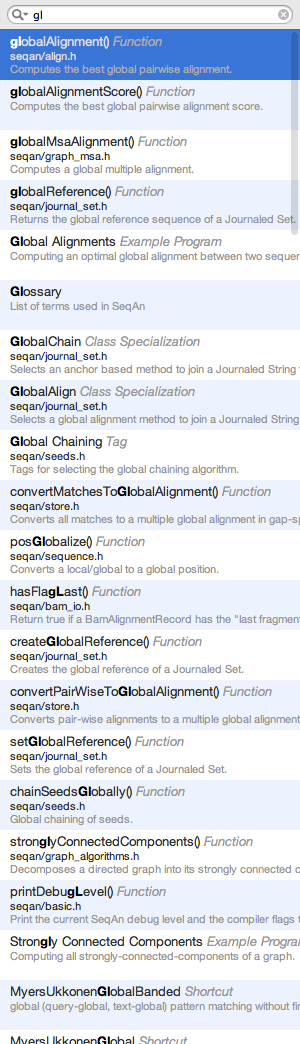 gl
globalAlignment() Function
seqan/align.h
Computes the best global pairwise alignment.
globalAlignmentScore() Function
Computes the best global pairwise alignment score.
globalMsaAlignment() Function
seqan/graph_msa.h
Computes a global multiple alignment.
globalReference() Function
seqan/journal_set.h
Returns the global reference sequence of a Journaled Set.
Global Alignments Example Program
Computing an optimal global alignment between two sequen
Glossary
List of terms used in SeqAn
GlobalChain Class Specialization
seqan/journal_set.h
Selects an anchor based method to join a Journaled String
GlobalAlign Class Specialization
seqan/journal_set.h
Selects a global alignment method to join a Journaled String
Global Chaining Tag
seqan/seeds.h
Tags for selecting the global chaining algorithm.
convertMatchesToGlobalAlignment() Function
seqan/store.h
Converts all matches to a multiple global alignment in gap-sp
posGlobalize() Function
seqan/sequence.h
Converts a local/global to a global position.
hasFlagLast() Function
seqan/bam_io.h
Return true if a BamAlignmentRecord has the "last fragment
createGlobalReference() Function
seqan/journal_set.h
Creates the global reference of a Journaled Set.
convertPairWiseToGlobalAlignment() Function
seqan/store.h
Converts pair-wise alignments to a multiple global alignment
setGlobalReference() Function
seqan/journal_set.h
Sets the global reference of a Journaled Set.
chainSeedsGlobally() Function
seqan/seeds.h
Global chaining of seeds.
stronglyConnectedComponents() Function
seqan/graph_algorithms.h
Decomposes a directed graph into its strongly connected c
printDebugLevel() Function
seqan/basic.h
Print the current SeqAn debug level and the compiler flags t
Strongly Connected Components Example Program
Computing all strongly-connected-components of a graph.
MyersUkkonenGlobalBanded Shortcut
global (query-global, text-global) pattern matching without fin
MyersUkkonenGlobal Shortcut